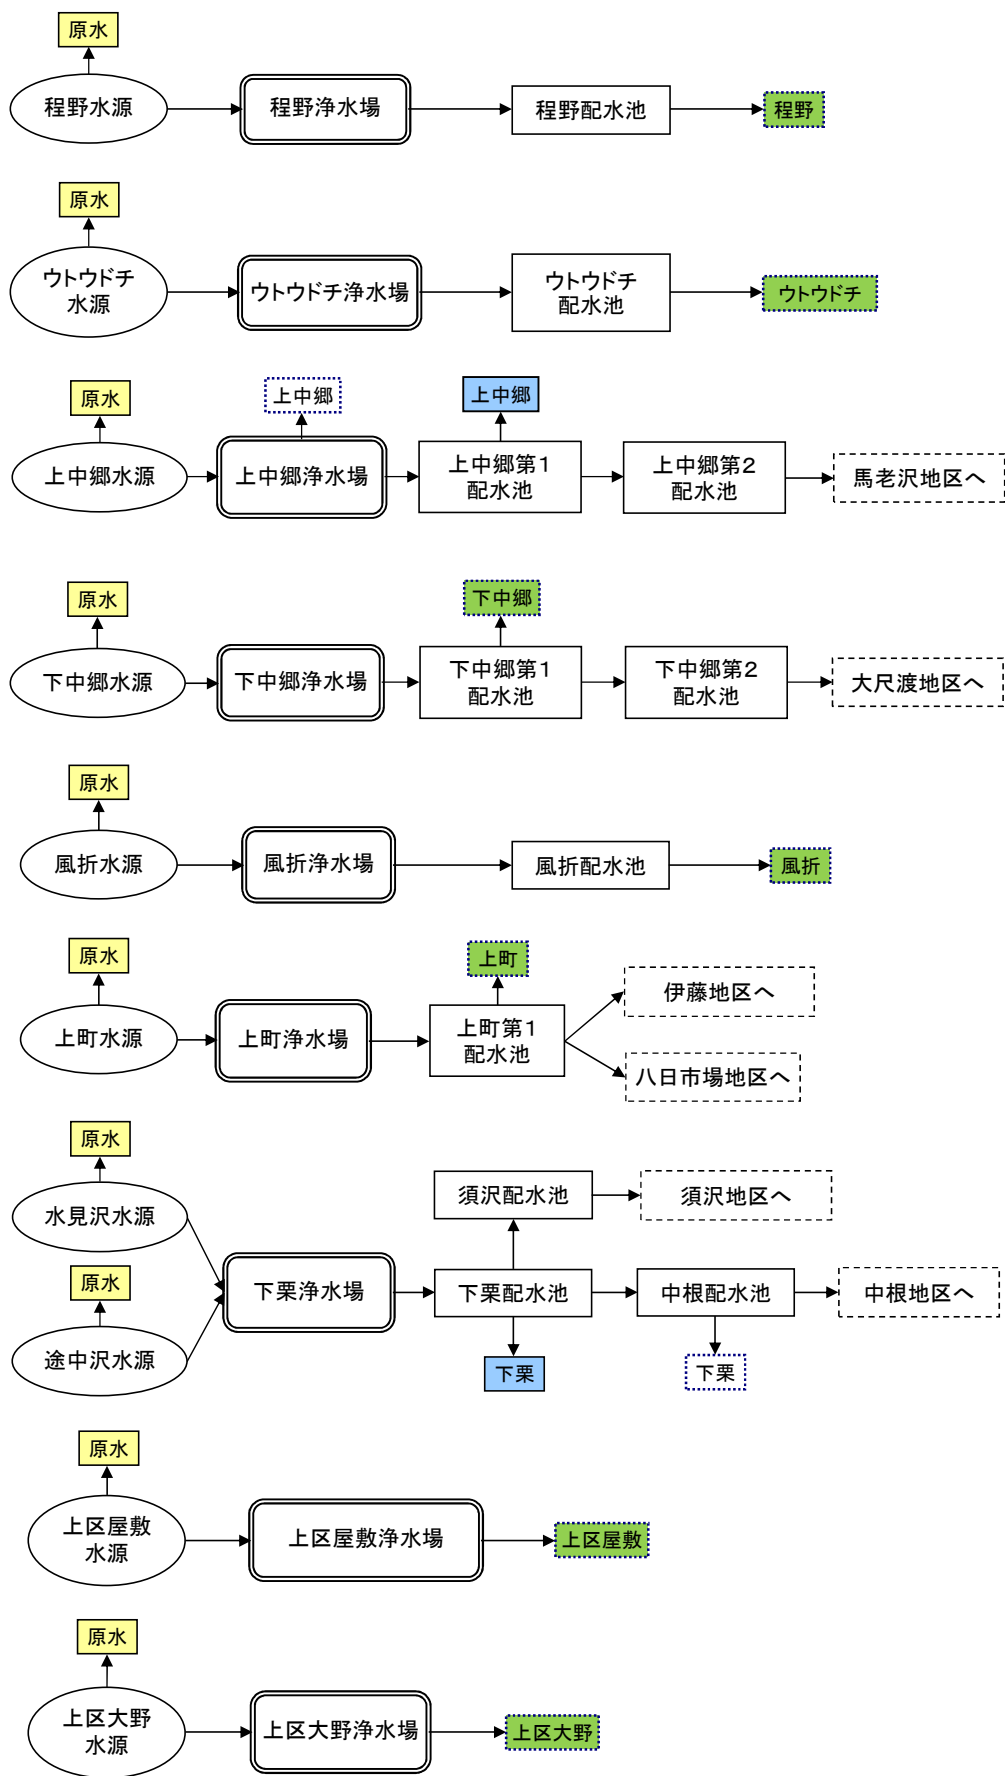 原水
程野水源
程野浄水場
程野配水池
程野
原水
ウトウドチ
水源
ウトウドチ浄水場
ウトウドチ
配水池
ウトウドチ
原水
上中郷
上中郷
上中郷水源
上中郷浄水場
上中郷第1
配水池
上中郷第2
配水池
馬老沢地区へ
原水
下中郷
下中郷水源
下中郷浄水場
下中郷第1
配水池
下中郷第2
配水池
大尺渡地区へ
原水
風折水源
風折浄水場
風折配水池
風折
原水
上町
上町水源
上町浄水場
上町第1
配水池
伊藤地区へ
八日市場地区へ
原水
水見沢水源
須沢配水池
須沢地区へ
原水
途中沢水源
下栗浄水場
下栗配水池
中根配水池
中根地区へ
下栗
下栗
原水
上区屋敷
水源
上区屋敷浄水場
上区屋敷
原水
上区大野
水源
上区大野浄水場
上区大野